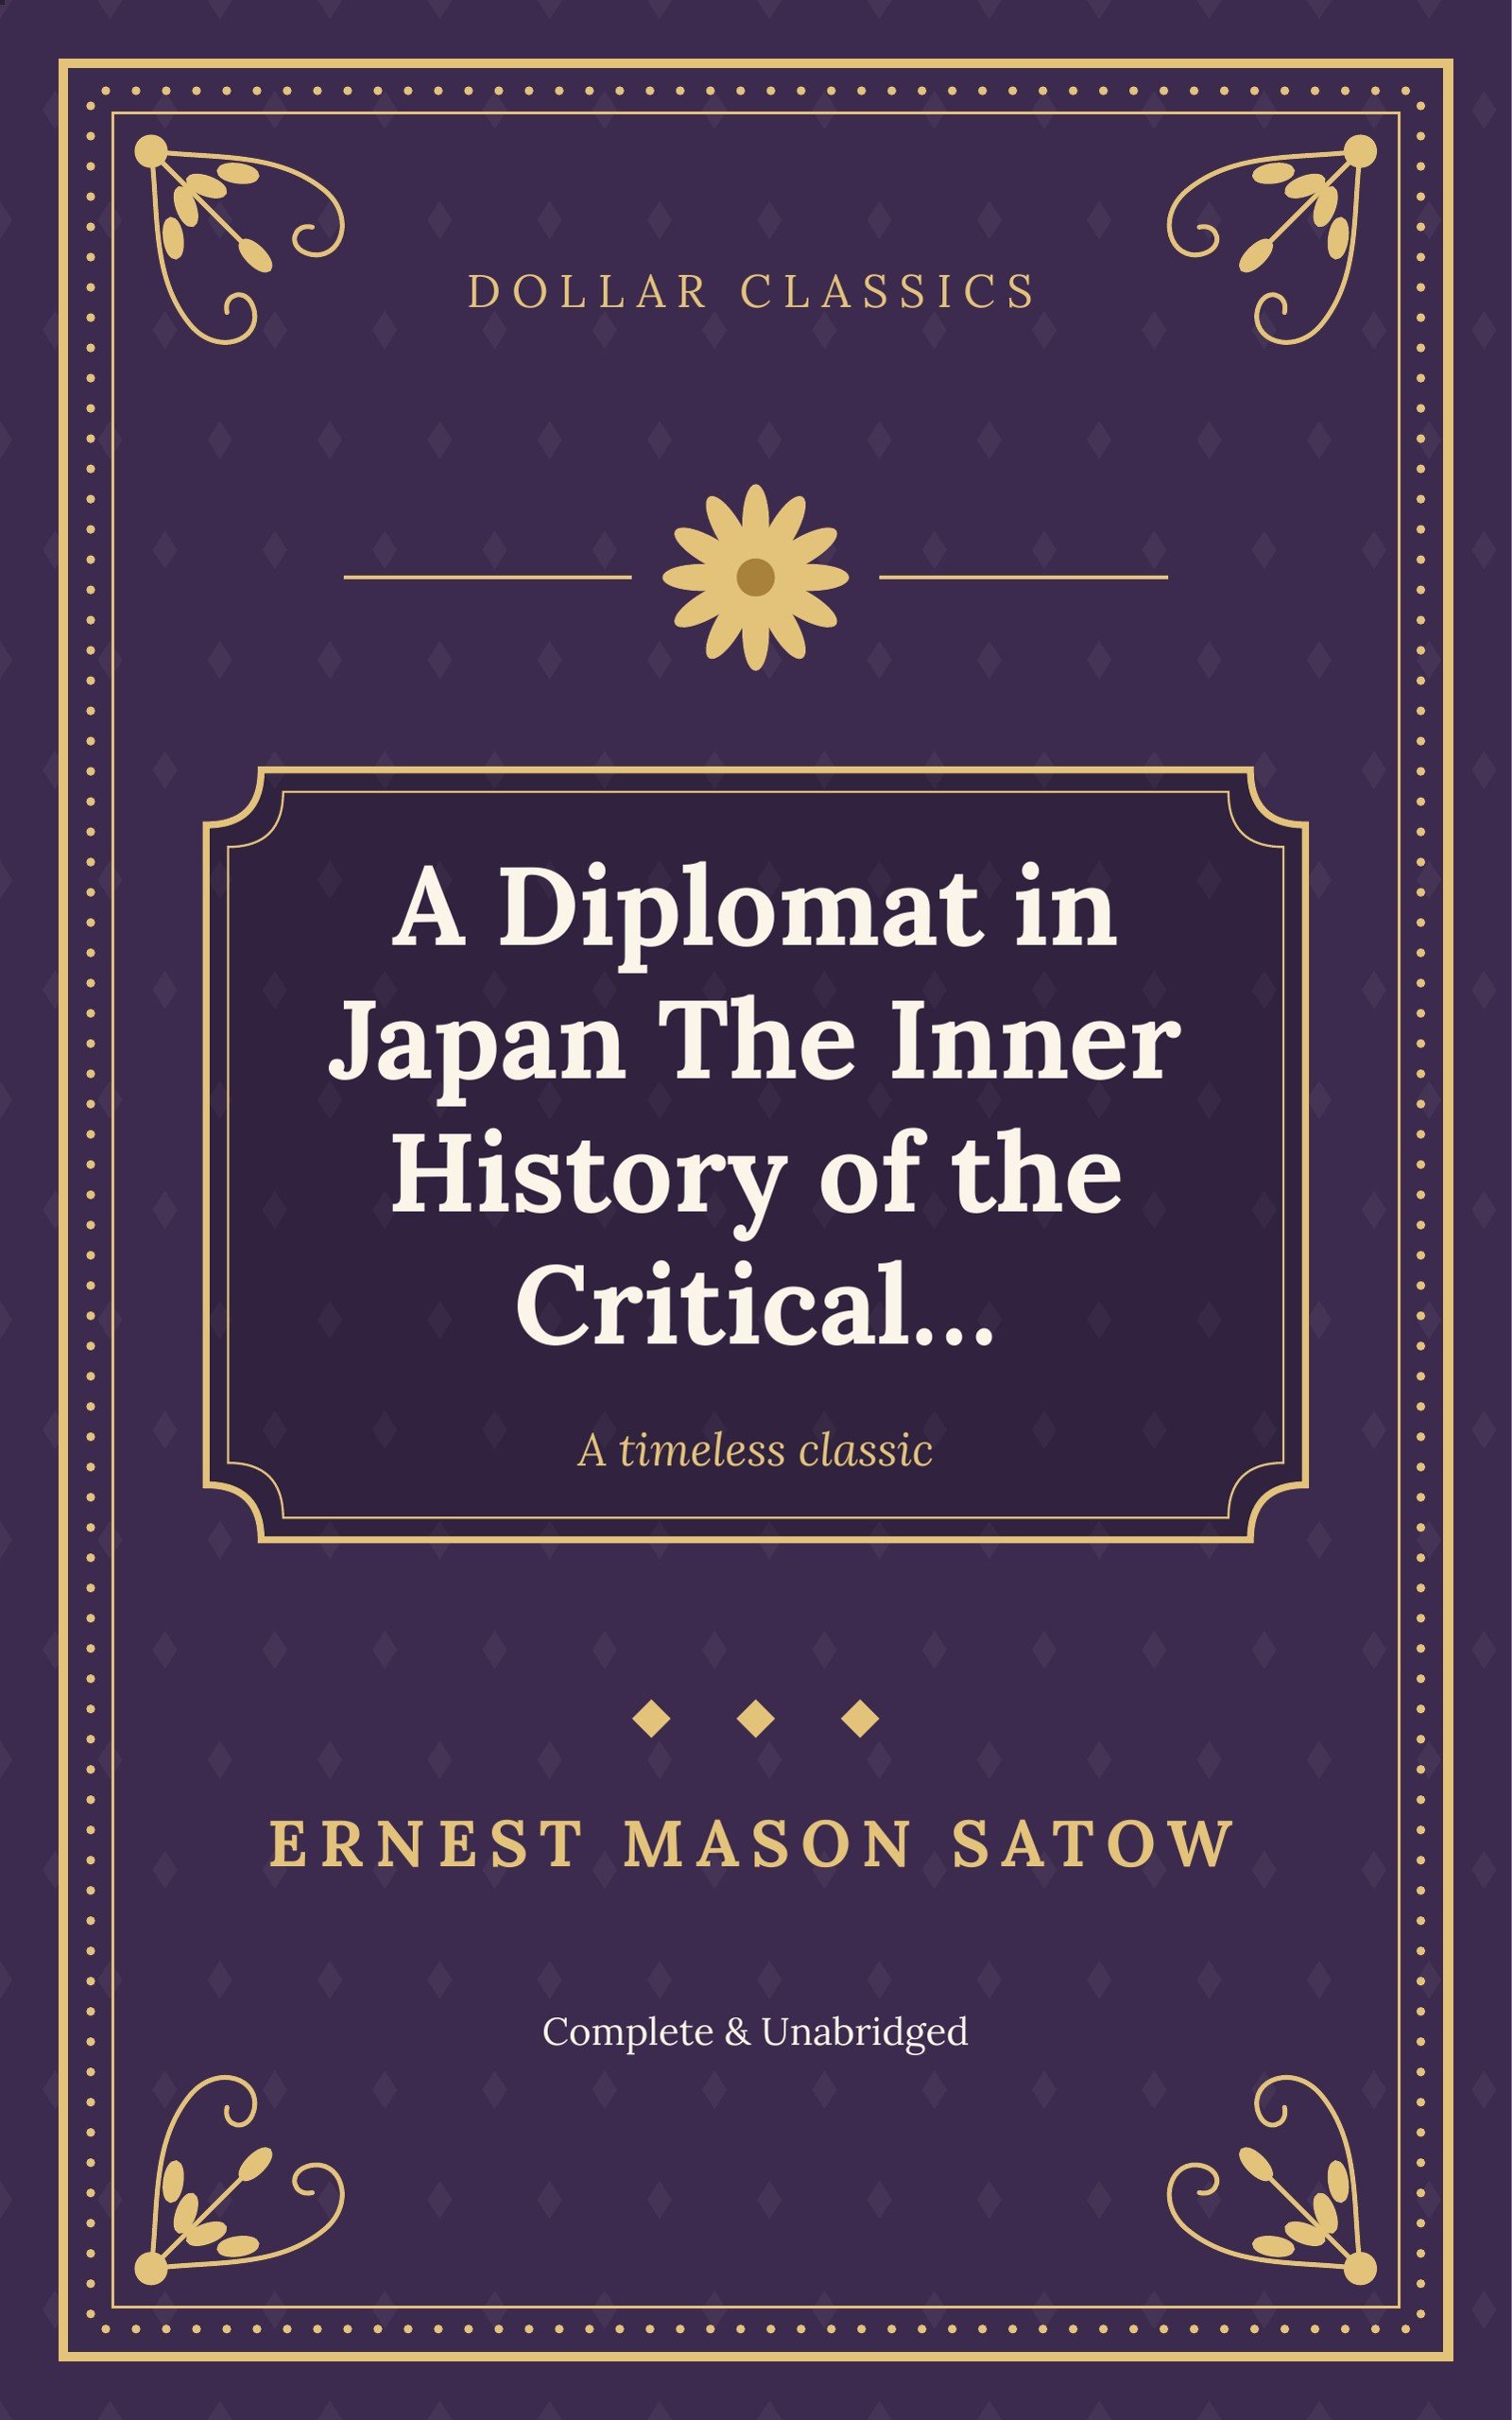 DOLLAR CLASSICS
A Diplomat in
Japan The Inner
History of the
Critical...
A timeless classic
ERNEST MASON SATOW
Complete & Unabridged